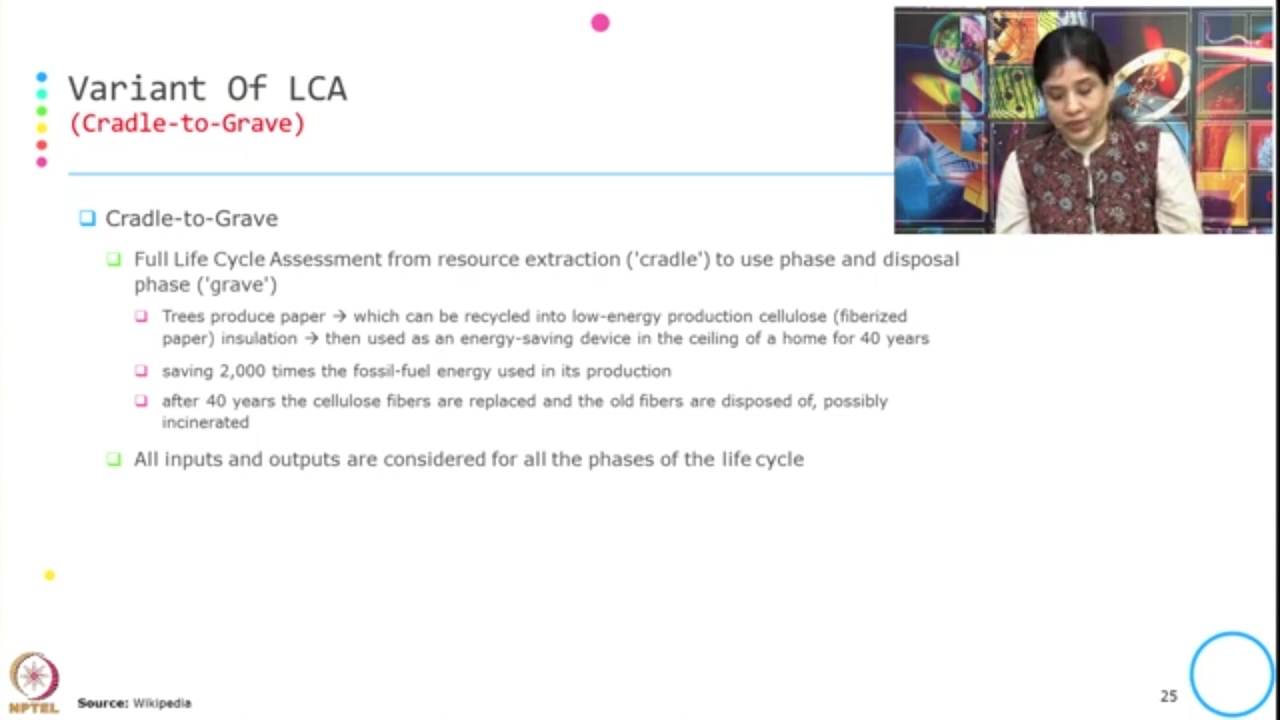 Variant Of LCA
(Cradle-to-Grave)
Cradle-to-Grave
Full Life Cycle Assessment from resource extraction ('cradle') to use phase and disposal
phase ('grave')
Trees produce paper → which can be recycled into low-energy production cellulose (fiberized
paper) insulation → then used as an energy-saving device in the ceiling of a home for 40 years
saving 2,000 times the fossil-fuel energy used in its production
after 40 years the cellulose fibers are replaced and the old fibers are disposed of, possibly
incinerated
All inputs and outputs are considered for all the phases of the life cycle
NPTEL
Source: Wikipedia
25